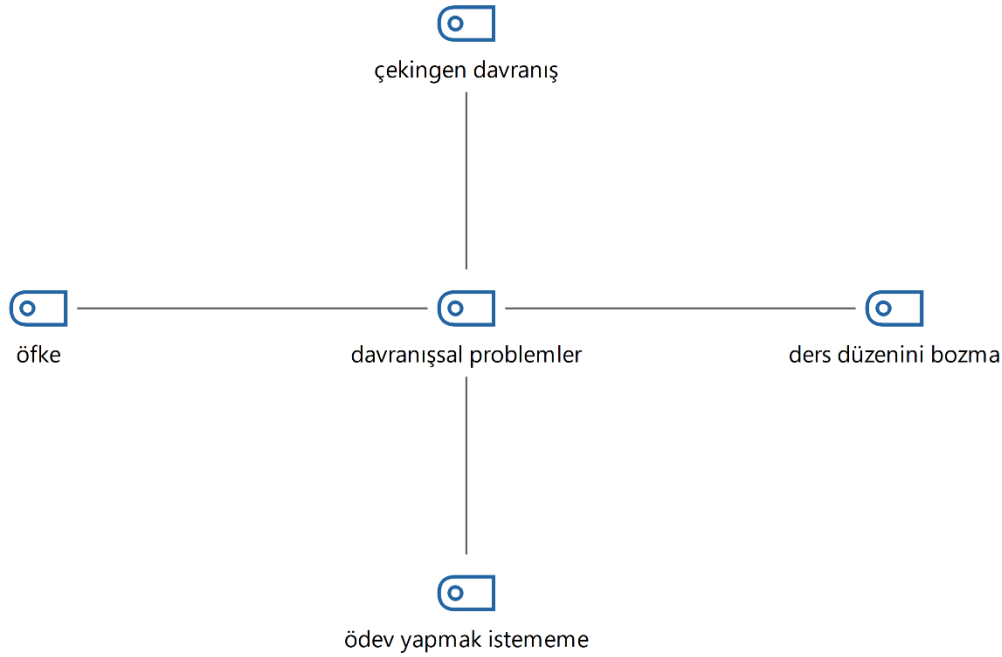 çekingen davranış
öfke
davranışsal problemler
ders düzenini bozma
ödev yapmak istememe